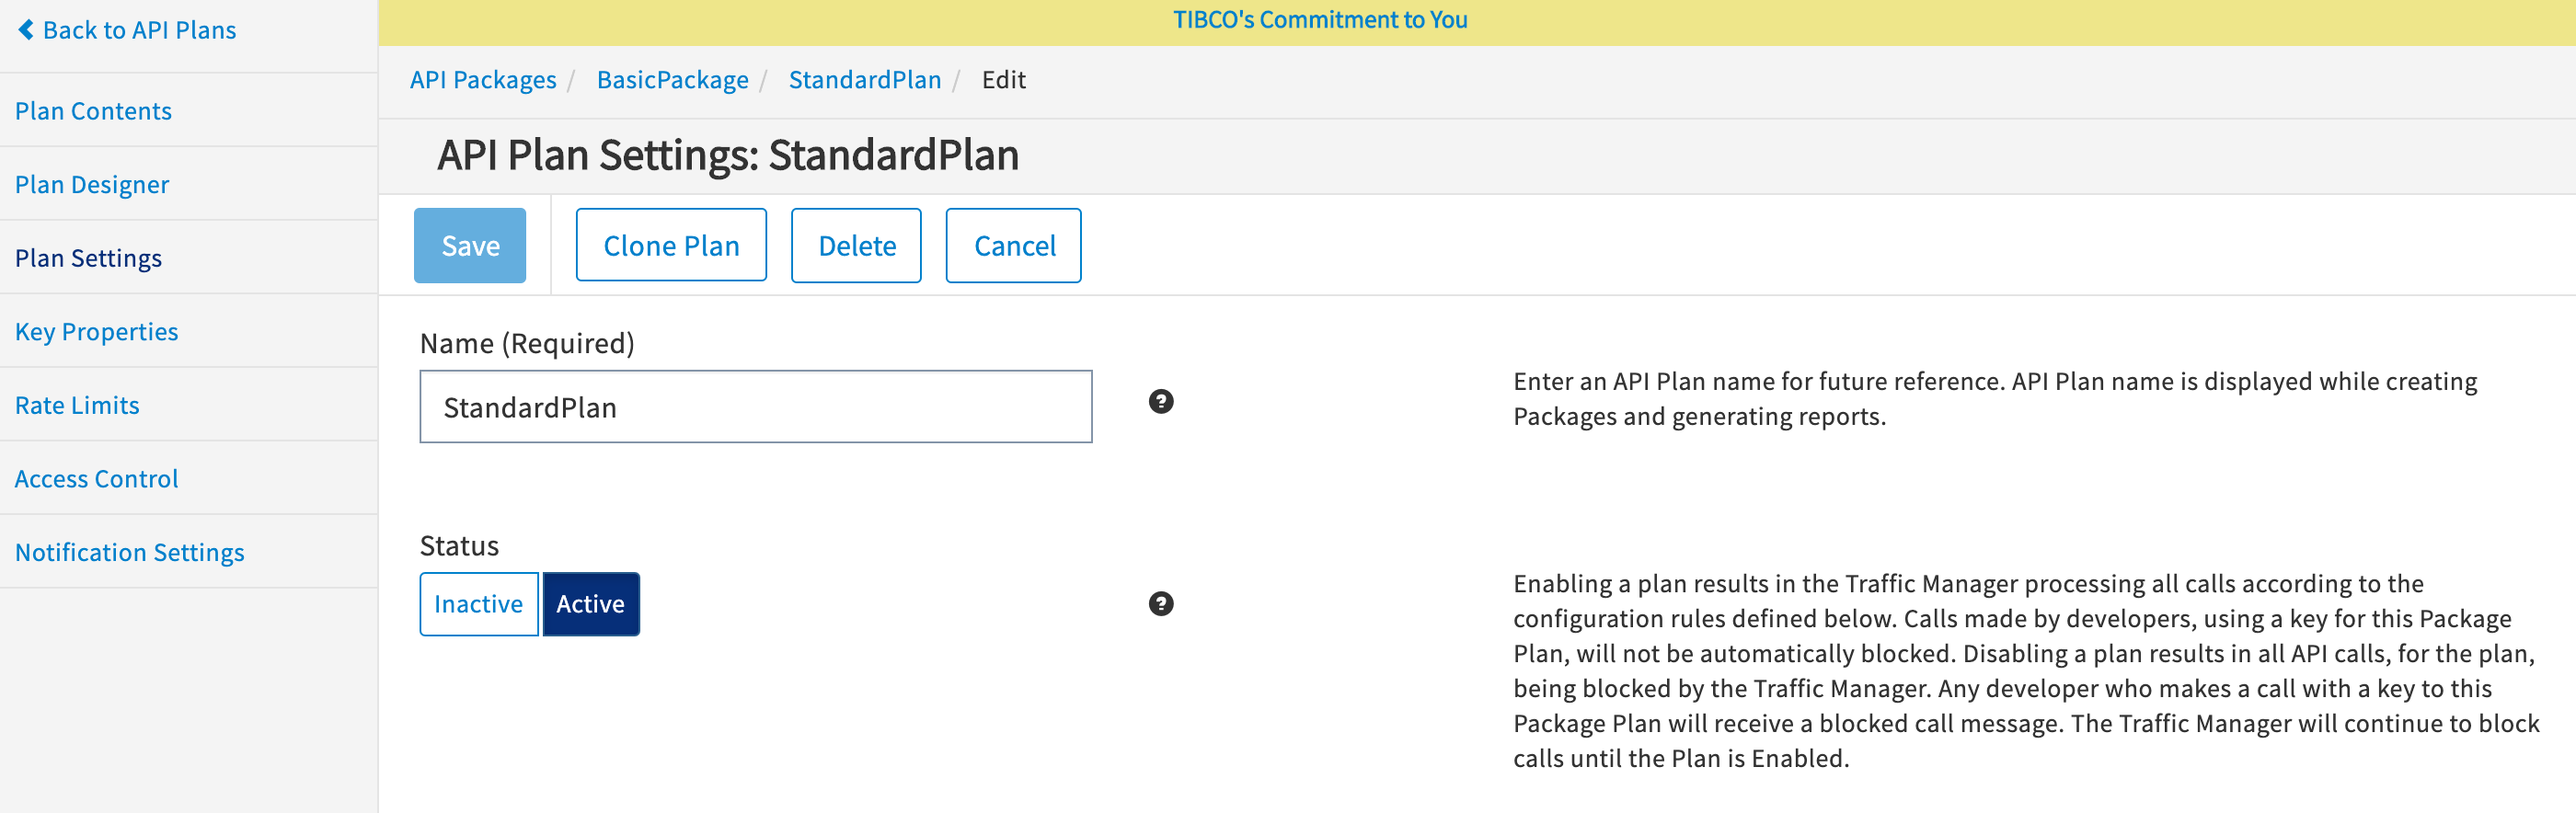 Back to API Plans
Plan Contents
Plan Designer
Plan Settings
Key Properties
Rate Limits
Access Control
Notification Settings
TIBCO's Commitment to You
API Packages / BasicPackage / StandardPlan / Edit
API Plan Settings: StandardPlan
Save Clone Plan Delete Cancel
Name (Required)
StandardPlan
?
Enter an API Plan name for future reference. API Plan name is displayed while creating
Packages and generating reports.
Status
Inactive Active
?
Enabling a plan results in the Traffic Manager processing all calls according to the
configuration rules defined below. Calls made by developers, using a key for this Package
Plan, will not be automatically blocked. Disabling a plan results in all API calls, for the plan,
being blocked by the Traffic Manager. Any developer who makes a call with a key to this
Package Plan will receive a blocked call message. The Traffic Manager will continue to block
calls until the Plan is Enabled.